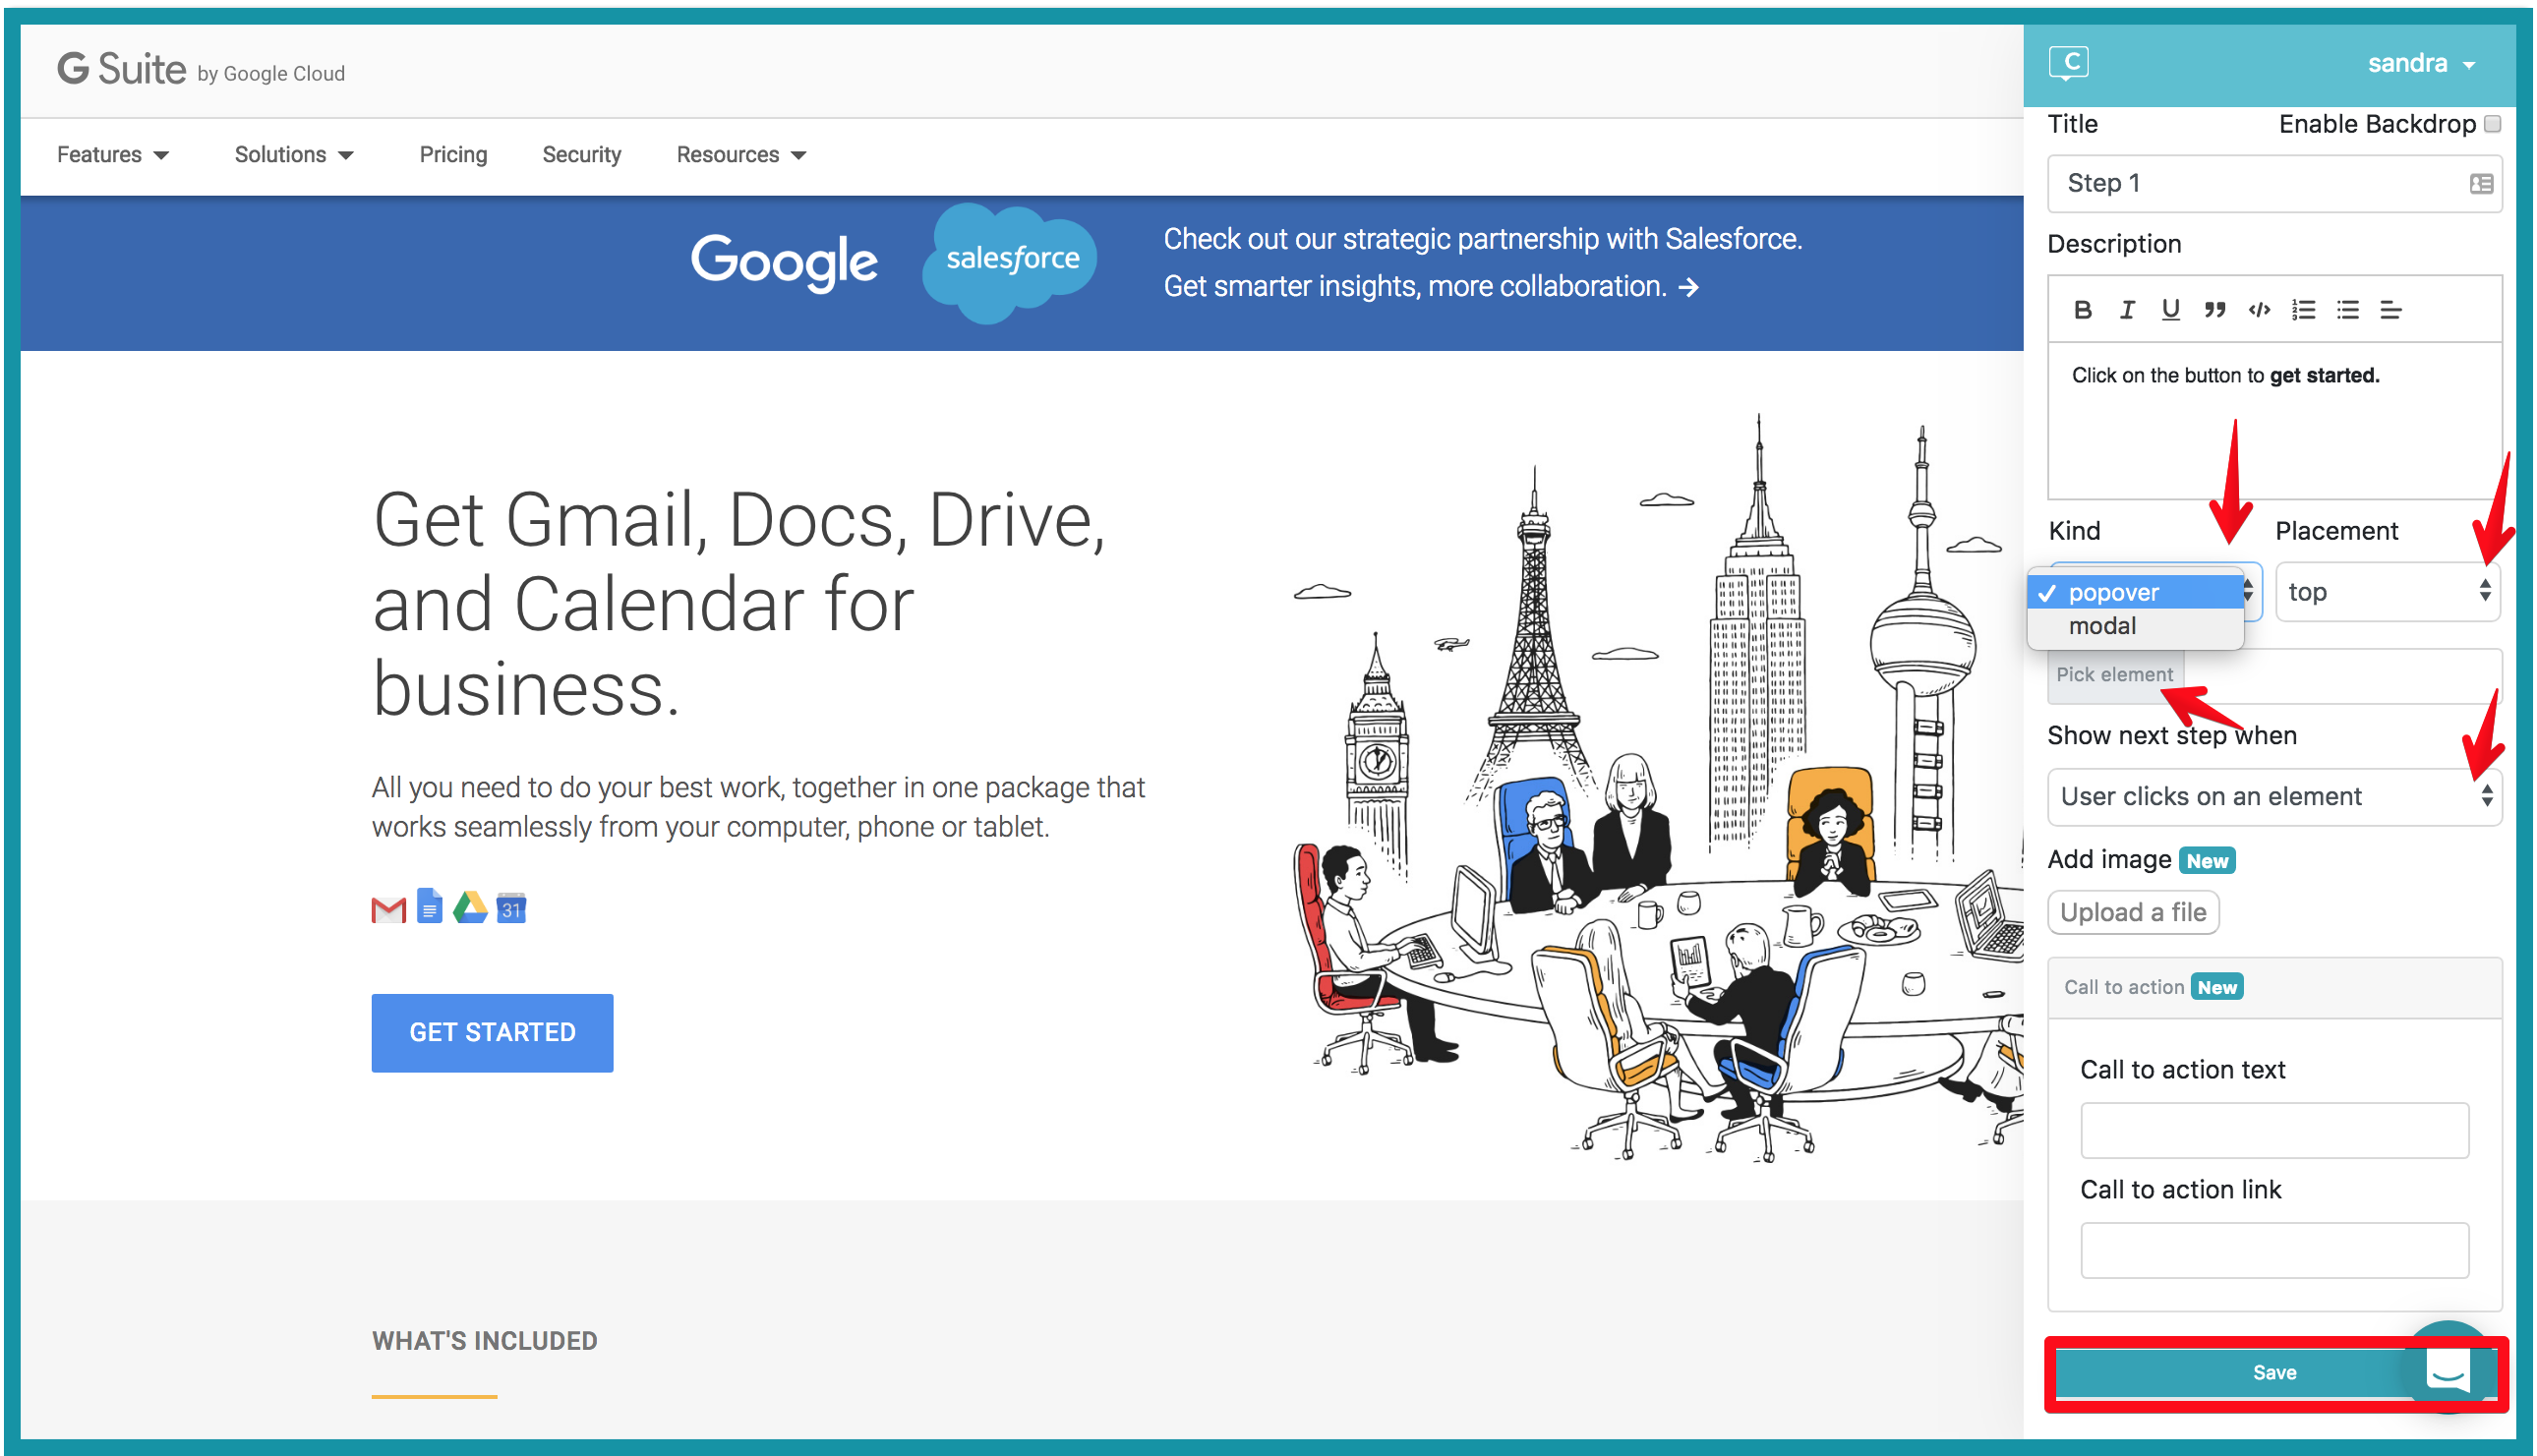 G Suite by Google Cloud
Features
Solutions
Pricing
Security
Resources
Google
salesforce
Check out our strategic partnership with Salesforce.
Get smarter insights, more collaboration. →
Get Gmail, Docs, Drive,
and Calendar for
business.
All you need to do your best work, together in one package that
works seamlessly from your computer, phone or tablet.
31
GET STARTED
WHAT'S INCLUDED
C
sandra
Title
Enable Backdrop
Step 1
Description
B I U
Click on the button to get started.
Kind
Placement
✓ popover
modal
top
Pick element
Show next step when
User clicks on an element
Add image New
Upload a file
Call to action New
Call to action text
Call to action link
Save